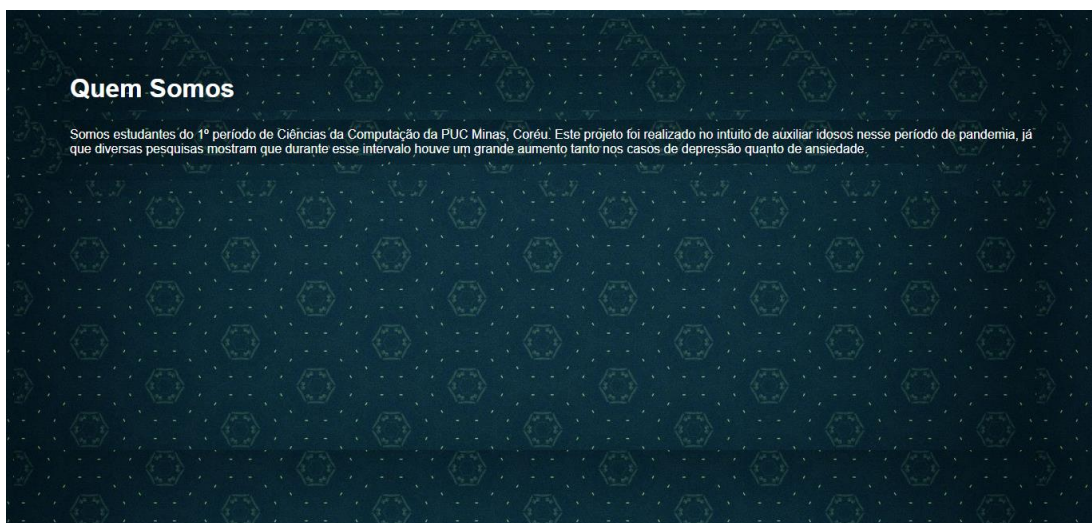 Quem Somos
Somos estudantes do 1º período de Ciências da Computação da PUC Minas, Coréu. Este projeto foi realizado no intuito de auxiliar idosos nesse período de pandemia, já
que diversas pesquisas mostram que durante esse intervalo houve um grande aumento tanto nos casos de depressão quanto de ansiedade.